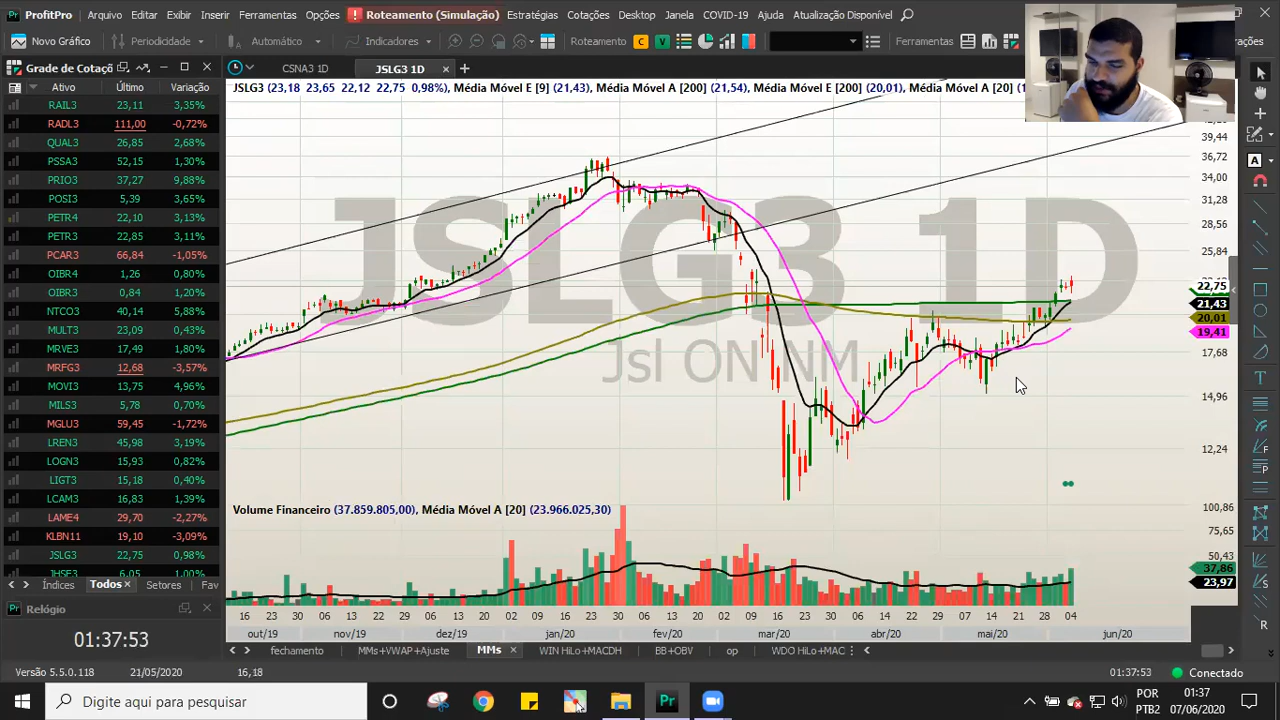 ProfitPro Arquivo Editar Exibir Inserir Ferramentas Opções Roteamento (Simulação) Estratégias Cotações Desktop Janela COVID-19 Ajuda Atualização Disponível
Novo Gráfico Periodicidade Automático Indicadores Roteamento C V Ferramentas
Grade de Cotaçã CSNA3 1D JSLG3 1D
Ativo Último Variação
RAIL3 23,11 3,35%
RADL3 111,00 -0,72%
QUAL3 26,85 2,68%
PSSA3 52,15 1,30%
PRIO3 37,27 9,88%
POSI3 5,39 3,65%
PETR4 22,10 3,13%
PETR3 22,85 3,11%
PCAR3 66,84 -1,05%
OIBR4 1,26 0,80%
OIBR3 0,84 1,20%
NTCO3 40,14 5,88%
MULT3 23,09 0,43%
MRVE3 17,49 1,80%
MRFG3 12,68 -3,57%
MOVI3 13,75 4,96%
MILS3 5,78 0,70%
MGLU3 59,45 -1,72%
LREN3 45,98 3,19%
LOGN3 15,93 0,82%
LIGT3 15,18 0,40%
LCAM3 16,83 1,39%
LAME4 29,70 -2,27%
KLBN11 19,10 -3,09%
JSLG3 22,75 0,98%
JHSF3 6,05 1,00%
Índices Todos Setores Fav
Relógio
01:37:53
JSLG3 (23,18 23,65 22,12 22,75 0,98%), Média Móvel E [9] (21,43), Média Móvel A [200] (21,54), Média Móvel E [200] (20,01), Média Móvel A [20] (1
JSLG3 1D
Jsl ON NM
39,44
36,72
34,00
31,28
28,56
25,84
22,75
21,43
20,01
19,41
17,68
14,96
12,24
Volume Financeiro (37.859.805,00), Média Móvel A [20] (23.966.025,30)
100,86
75,65
50,43
37,86
23,97
16 23 30 06 13 22 29 06 13 20 02 09 16 23 30 06 13 20 02 09 16 23 30 06 14 22 29 07 14 21 28 04
out/19 nov/19 dez/19 jan/20 fev/20 mar/20 abr/20 mai/20 jun/20
fechamento MMs+VWAP+Ajuste MMs WIN HiLo+MACDH BB+OBV op WDO HiLo+MAC
Versão 5.5.0.118 21/05/2020 16,18 01:37:53 Conectado
Digite aqui para pesquisar Pr POR 01:37
PTB2 07/06/2020